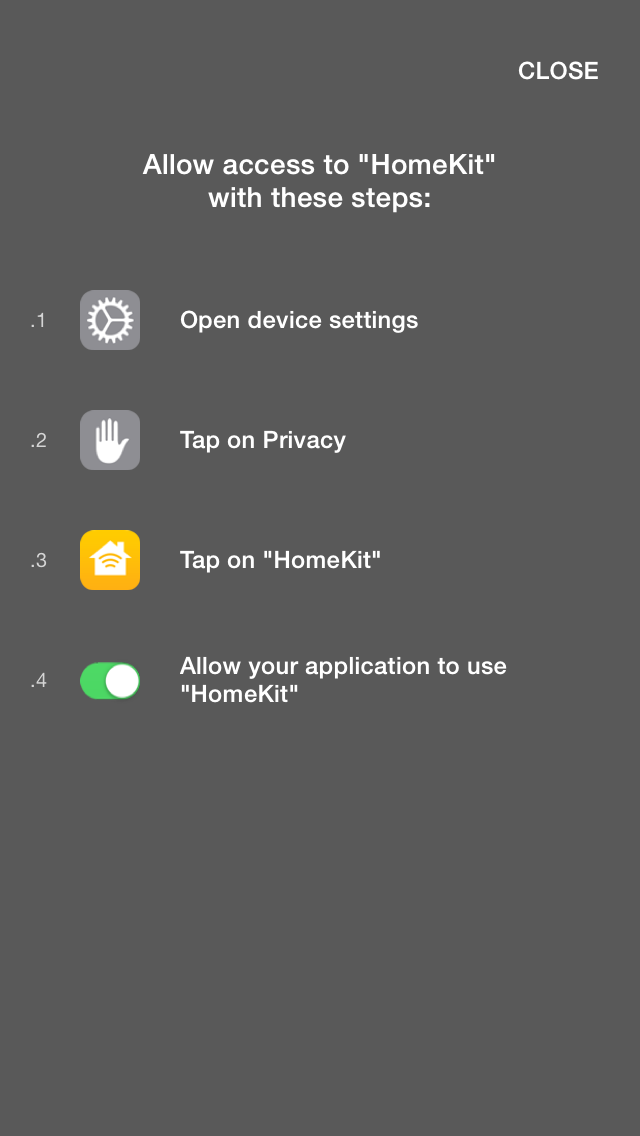 CLOSE
Allow access to "HomeKit"
with these steps:
.1 Open device settings
.2 Tap on Privacy
.3 Tap on "HomeKit"
.4 Allow your application to use
"HomeKit"